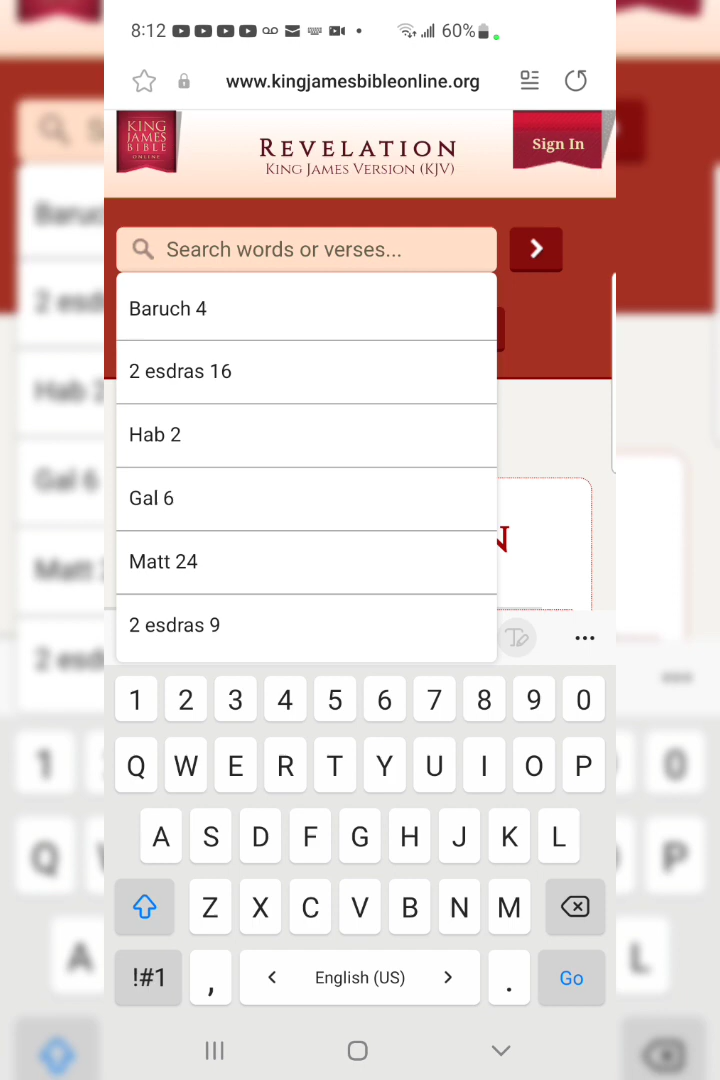 8:12 60%
www.kingjamesbibleonline.org
KING
JAMES
BIBLE
ONLINE
REVELATION
KING JAMES VERSION (KJV)
Sign In
Search words or verses...
Baruch 4
2 esdras 16
Hab 2
Gal 6
Matt 24
2 esdras 9
N
1 2 3 4 5 6 7 8 9 0
Q W E R T Y U I O P
A S D F G H J K L
Z X C V B N M
!#1 , < English (US) > . Go